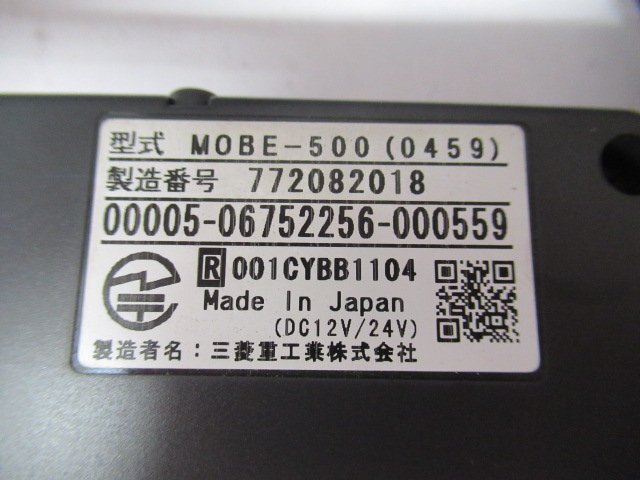 型式 MOBE-500(0459)
製造番号 772082018
00005-06752256-000559
R 001CYBB1104
Made In Japan
(DC12V/24V)
製造者名：三菱重工業株式会社